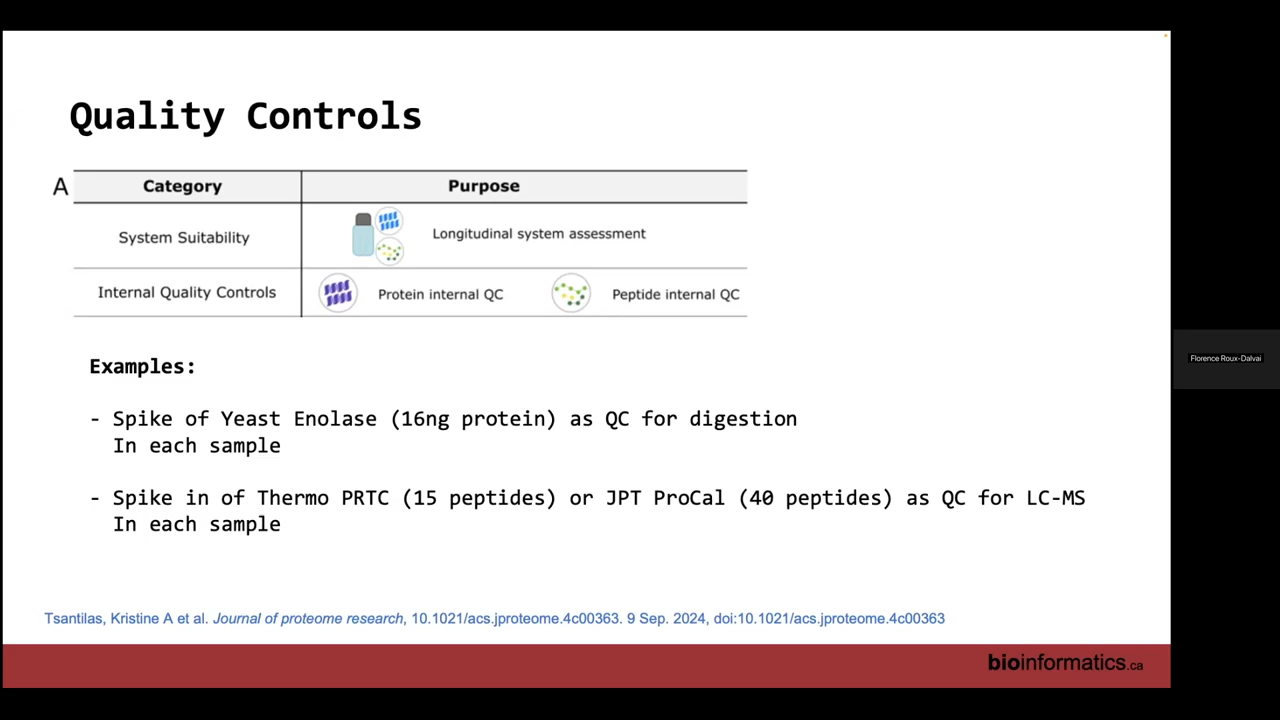 Quality Controls
A
Category Purpose
System Suitability Longitudinal system assessment
Internal Quality Controls Protein internal QC Peptide internal QC
Examples:
- Spike of Yeast Enolase (16ng protein) as QC for digestion
In each sample
- Spike in of Thermo PRTC (15 peptides) or JPT ProCal (40 peptides) as QC for LC-MS
In each sample
Tsantilas, Kristine A et al. Journal of proteome research, 10.1021/acs.jproteome.4c00363. 9 Sep. 2024, doi:10.1021/acs.jproteome.4c00363
bioinformatics.ca
Florence Roux-Dalvai